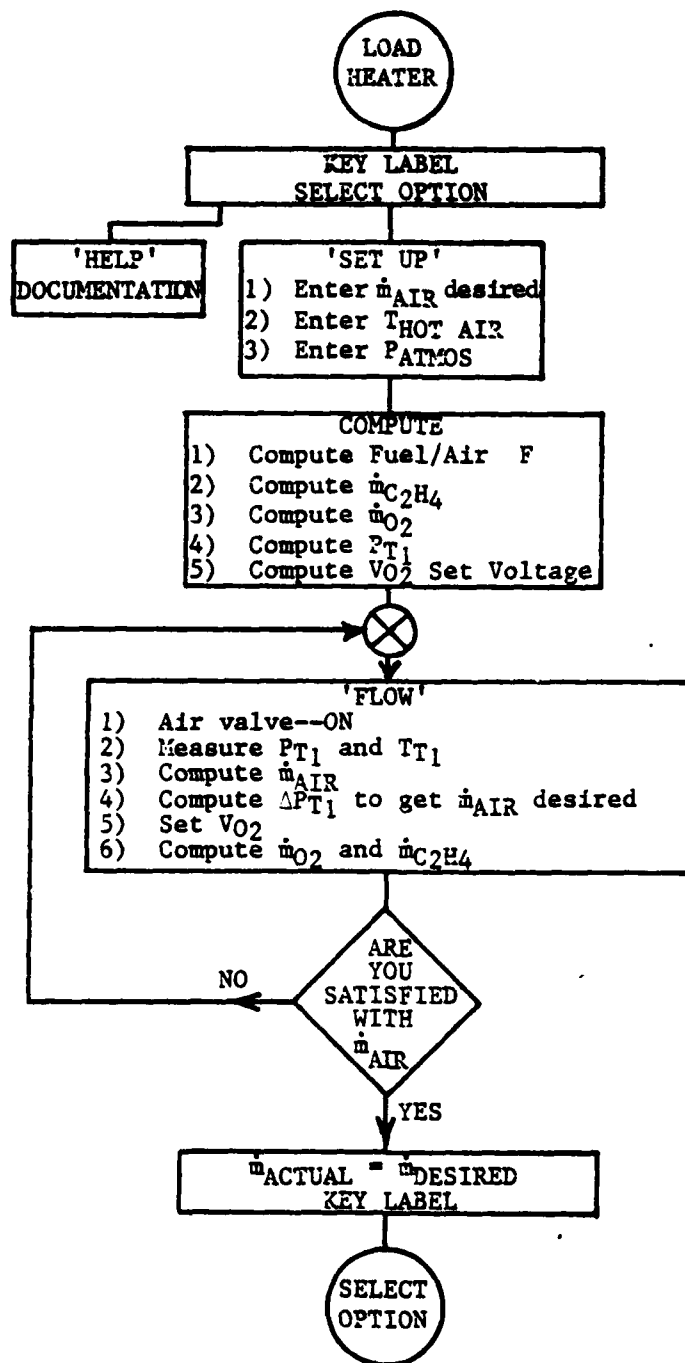 LOAD
HEATER
KEY LABEL
SELECT OPTION
'HELP'
DOCUMENTATION
'SET UP'
1) Enter ṁAIR desired
2) Enter THOT AIR
3) Enter PATMOS
COMPUTE
1) Compute Fuel/Air F
2) Compute ṁC2H4
3) Compute ṁO2
4) Compute PT1
5) Compute VO2 Set Voltage
'FLOW'
1) Air valve--ON
2) Measure PT1 and TT1
3) Compute ṁAIR
4) Compute ΔPT1 to get ṁAIR desired
5) Set VO2
6) Compute ṁO2 and ṁC2H4
ARE
YOU
SATISFIED
WITH
ṁAIR
NO
YES
ṁACTUAL = ṁDESIRED
KEY LABEL
SELECT
OPTION